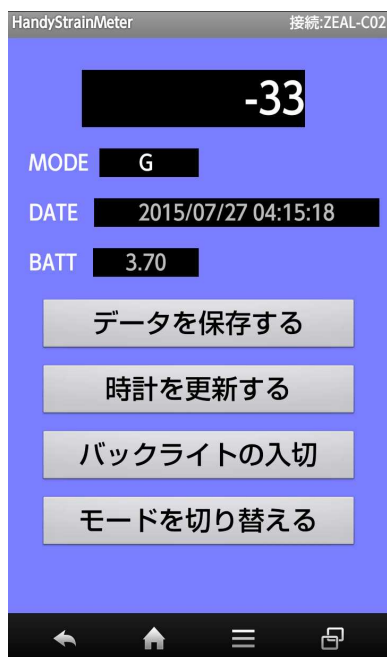 HandyStrainMeter 接続:ZEAL-C02
-33
MODE G
DATE 2015/07/27 04:15:18
BATT 3.70
データを保存する
時計を更新する
バックライトの入切
モードを切り替える